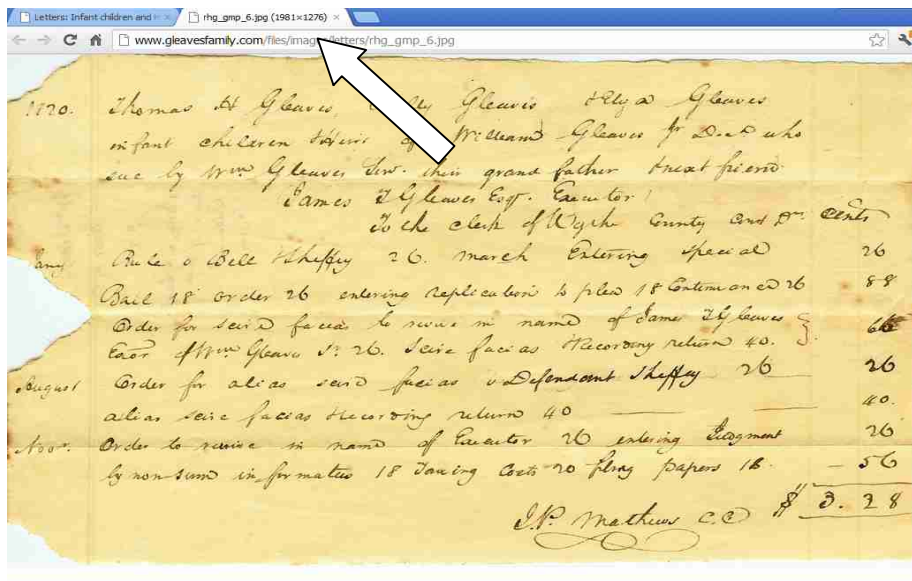 Letters: Infant children and
rhg_gmp_6.jpg (1981×1276)
www.gleavesfamily.com/files/imag letters/rhg_gmp_6.jpg
1820. Thomas H Gleaves, Gleaves Gleaves
infant children Heirs of William Gleaves Jr Dec.d who
sue by Wm Gleaves Senr. their grand father & next friend
James T Gleaves Esqr. Executor
To the clerk of Wythe County Court Dr. Cents
Rule v Bell & Sheffey 26. march Entering special 26
Bail 18 order 26 entering replication to plea 18 Continuance 26 88
Order for scire facias to revive in name of James T Gleaves
Exor of Wm Gleaves Sr. 26. Scire facias & Recording return 40. 66
August Order for alias scire facias v Defendant Sheffey 26 26
alias scire facias & Recording return 40 40.
Novr. Order to revive in name of Executor 26 entering Judgment 26
by non sum informatus 18 Taxing Costs 20 filing papers 18. 56
J.P. Mathews C.C $ 3.28